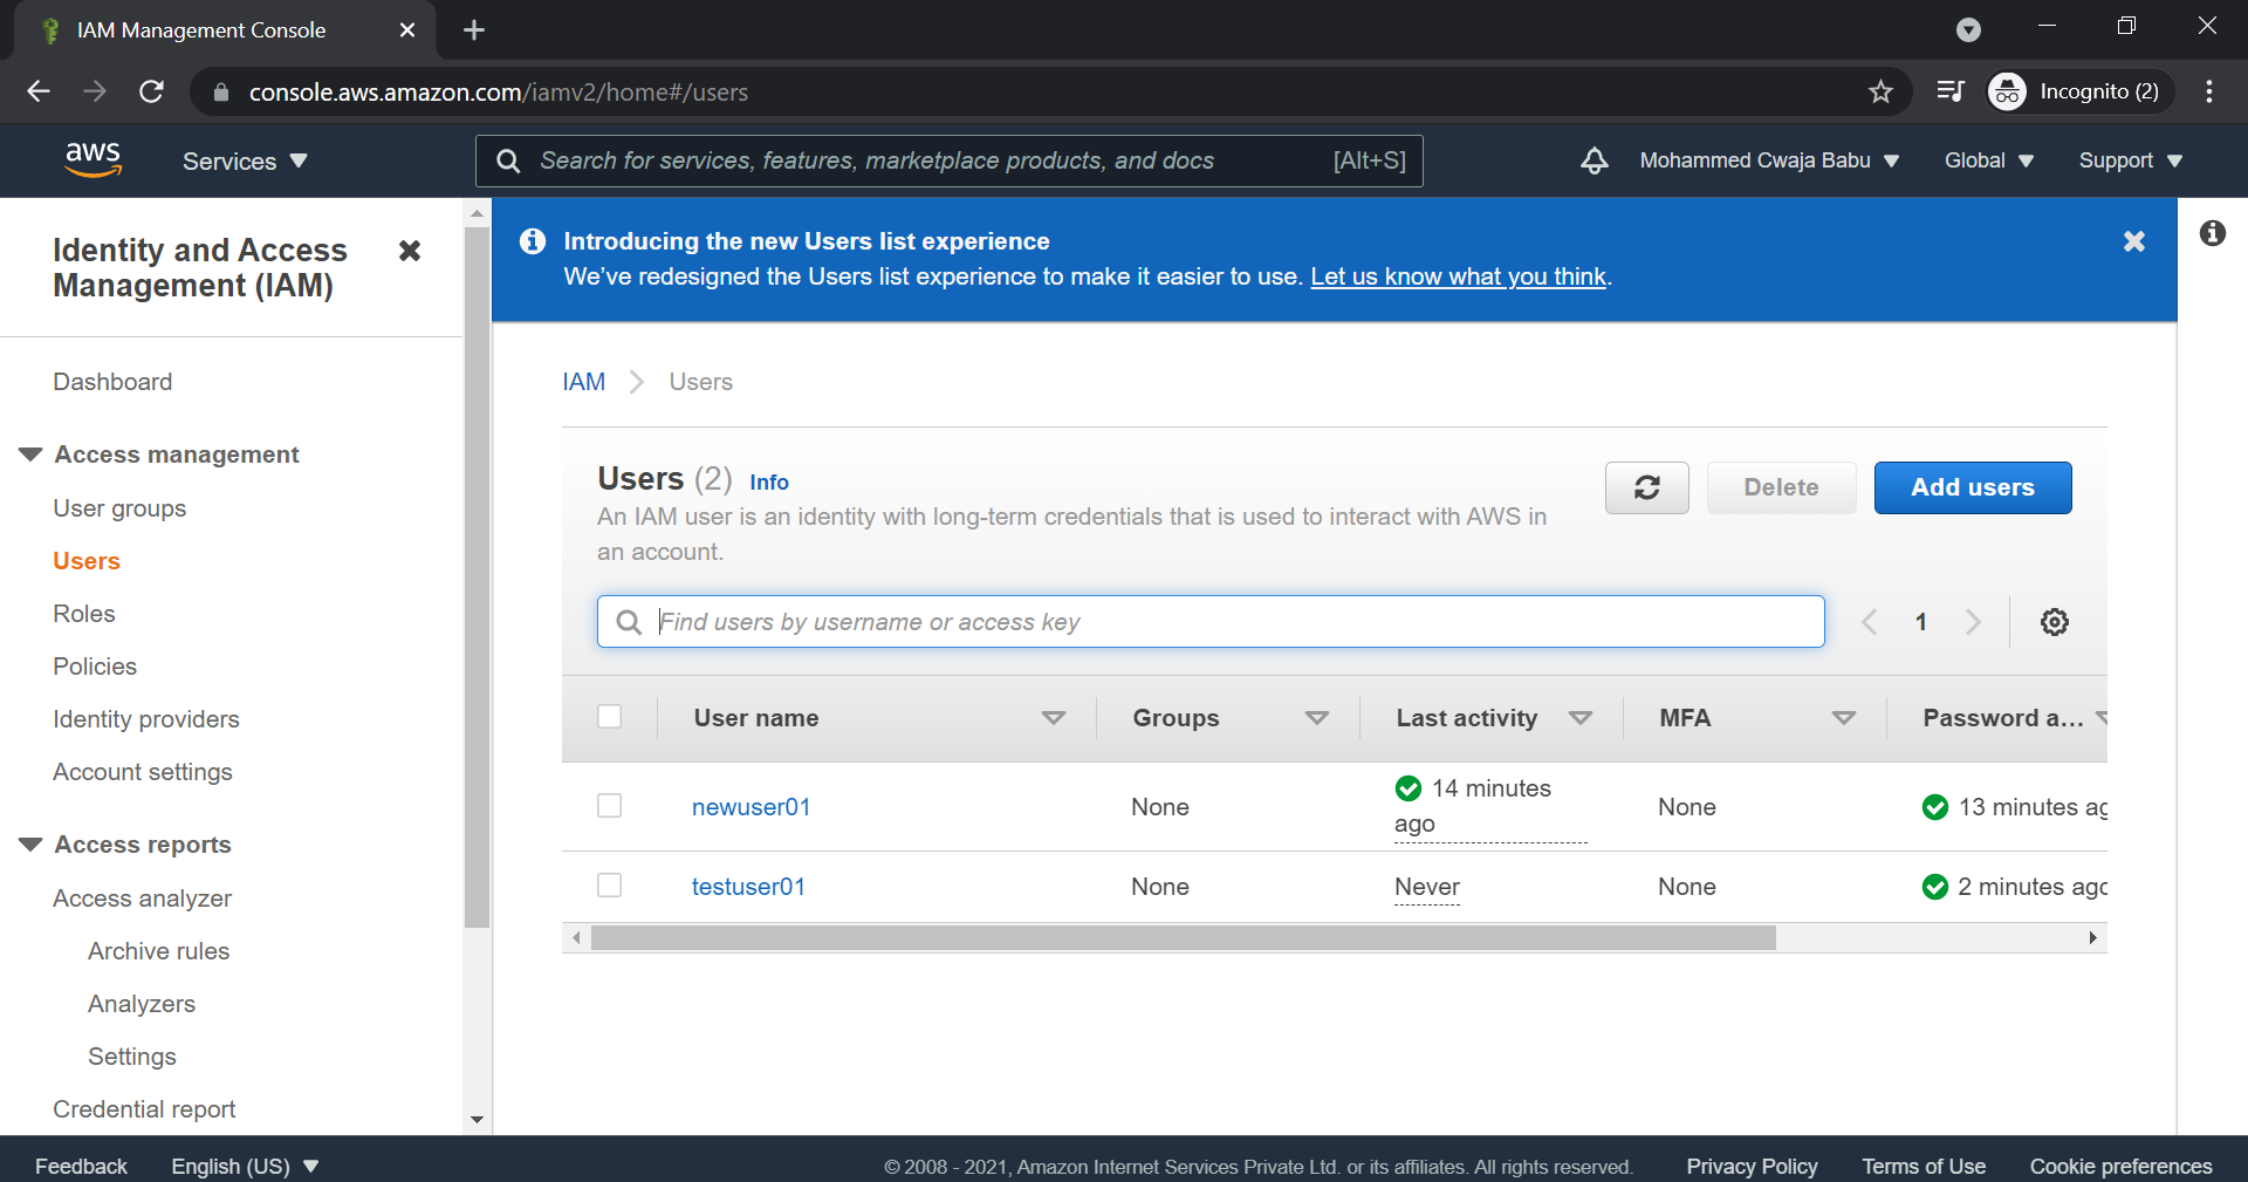 IAM Management Console
console.aws.amazon.com/iamv2/home#/users
Incognito (2)
aws
Services
Search for services, features, marketplace products, and docs
[Alt+S]
Mohammed Cwaja Babu
Global
Support
Identity and Access
Management (IAM)
Dashboard
Access management
User groups
Users
Roles
Policies
Identity providers
Account settings
Access reports
Access analyzer
Archive rules
Analyzers
Settings
Credential report
Introducing the new Users list experience
We've redesigned the Users list experience to make it easier to use. Let us know what you think.
IAM
Users
Users (2) Info
An IAM user is an identity with long-term credentials that is used to interact with AWS in
an account.
Delete
Add users
Find users by username or access key
1
User name
Groups
Last activity
MFA
Password a...
newuser01
None
14 minutes
ago
None
13 minutes ag
testuser01
None
Never
None
2 minutes ago
Feedback
English (US)
© 2008 - 2021, Amazon Internet Services Private Ltd. or its affiliates. All rights reserved.
Privacy Policy
Terms of Use
Cookie preferences